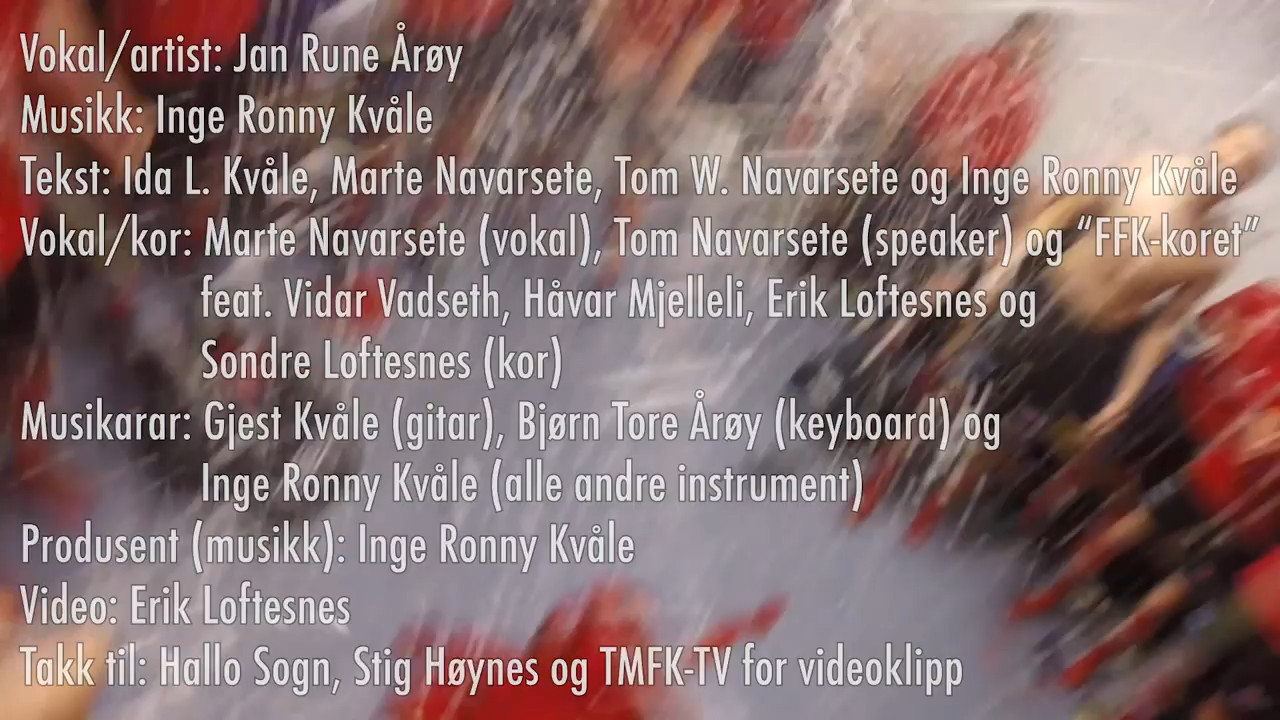 Vokal/artist: Jan Rune Årøy
Musikk: Inge Ronny Kvåle
Tekst: Ida L. Kvåle, Marte Navarsete, Tom W. Navarsete og Inge Ronny Kvåle
Vokal/kor: Marte Navarsete (vokal), Tom Navarsete (speaker) og “FFK-koret”
feat. Vidar Vadseth, Håvar Mjelleli, Erik Loftesnes og
Sondre Loftesnes (kor)
Musikarar: Gjest Kvåle (gitar), Bjørn Tore Årøy (keyboard) og
Inge Ronny Kvåle (alle andre instrument)
Produsent (musikk): Inge Ronny Kvåle
Video: Erik Loftesnes
Takk til: Hallo Sogn, Stig Høynes og TMFK-TV for videoklipp